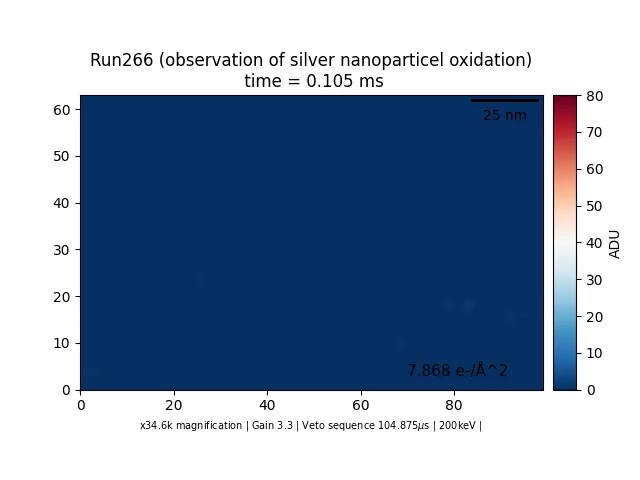 Run266 (observation of silver nanoparticel oxidation)
time = 0.105 ms
60
50
40
30
20
10
0
0 20 40 60 80
25 nm
7.868 e-/Å^2
80
70
60
50
40
30
20
10
0
ADU
x34.6k magnification | Gain 3.3 | Veto sequence 104.875μs | 200keV |